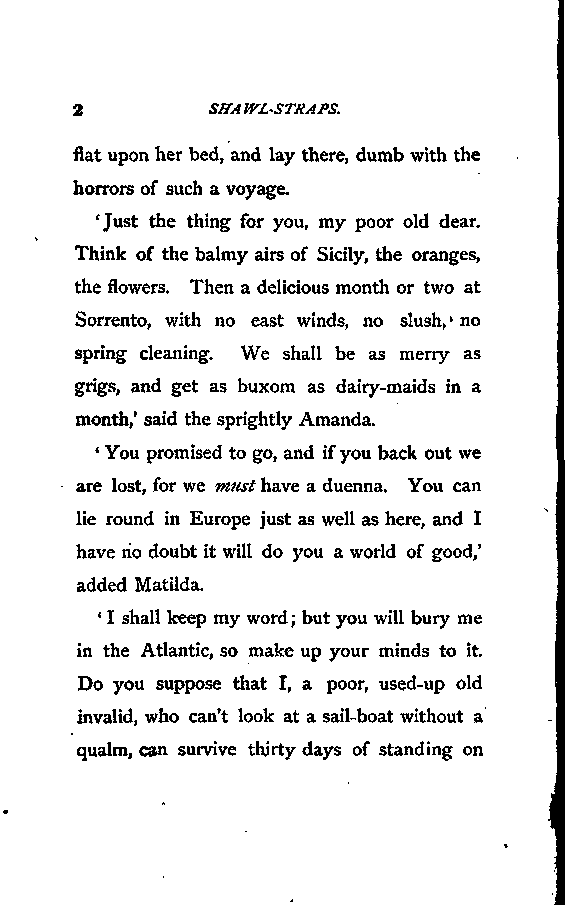 2 SHAWL-STRAPS.
flat upon her bed, and lay there, dumb with the
horrors of such a voyage.
‘Just the thing for you, my poor old dear.
Think of the balmy airs of Sicily, the oranges,
the flowers. Then a delicious month or two at
Sorrento, with no east winds, no slush, no
spring cleaning. We shall be as merry as
grigs, and get as buxom as dairy-maids in a
month,’ said the sprightly Amanda.
‘You promised to go, and if you back out we
are lost, for we must have a duenna. You can
lie round in Europe just as well as here, and I
have no doubt it will do you a world of good,’
added Matilda.
‘I shall keep my word; but you will bury me
in the Atlantic, so make up your minds to it.
Do you suppose that I, a poor, used-up old
invalid, who can’t look at a sail-boat without a
qualm, can survive thirty days of standing on